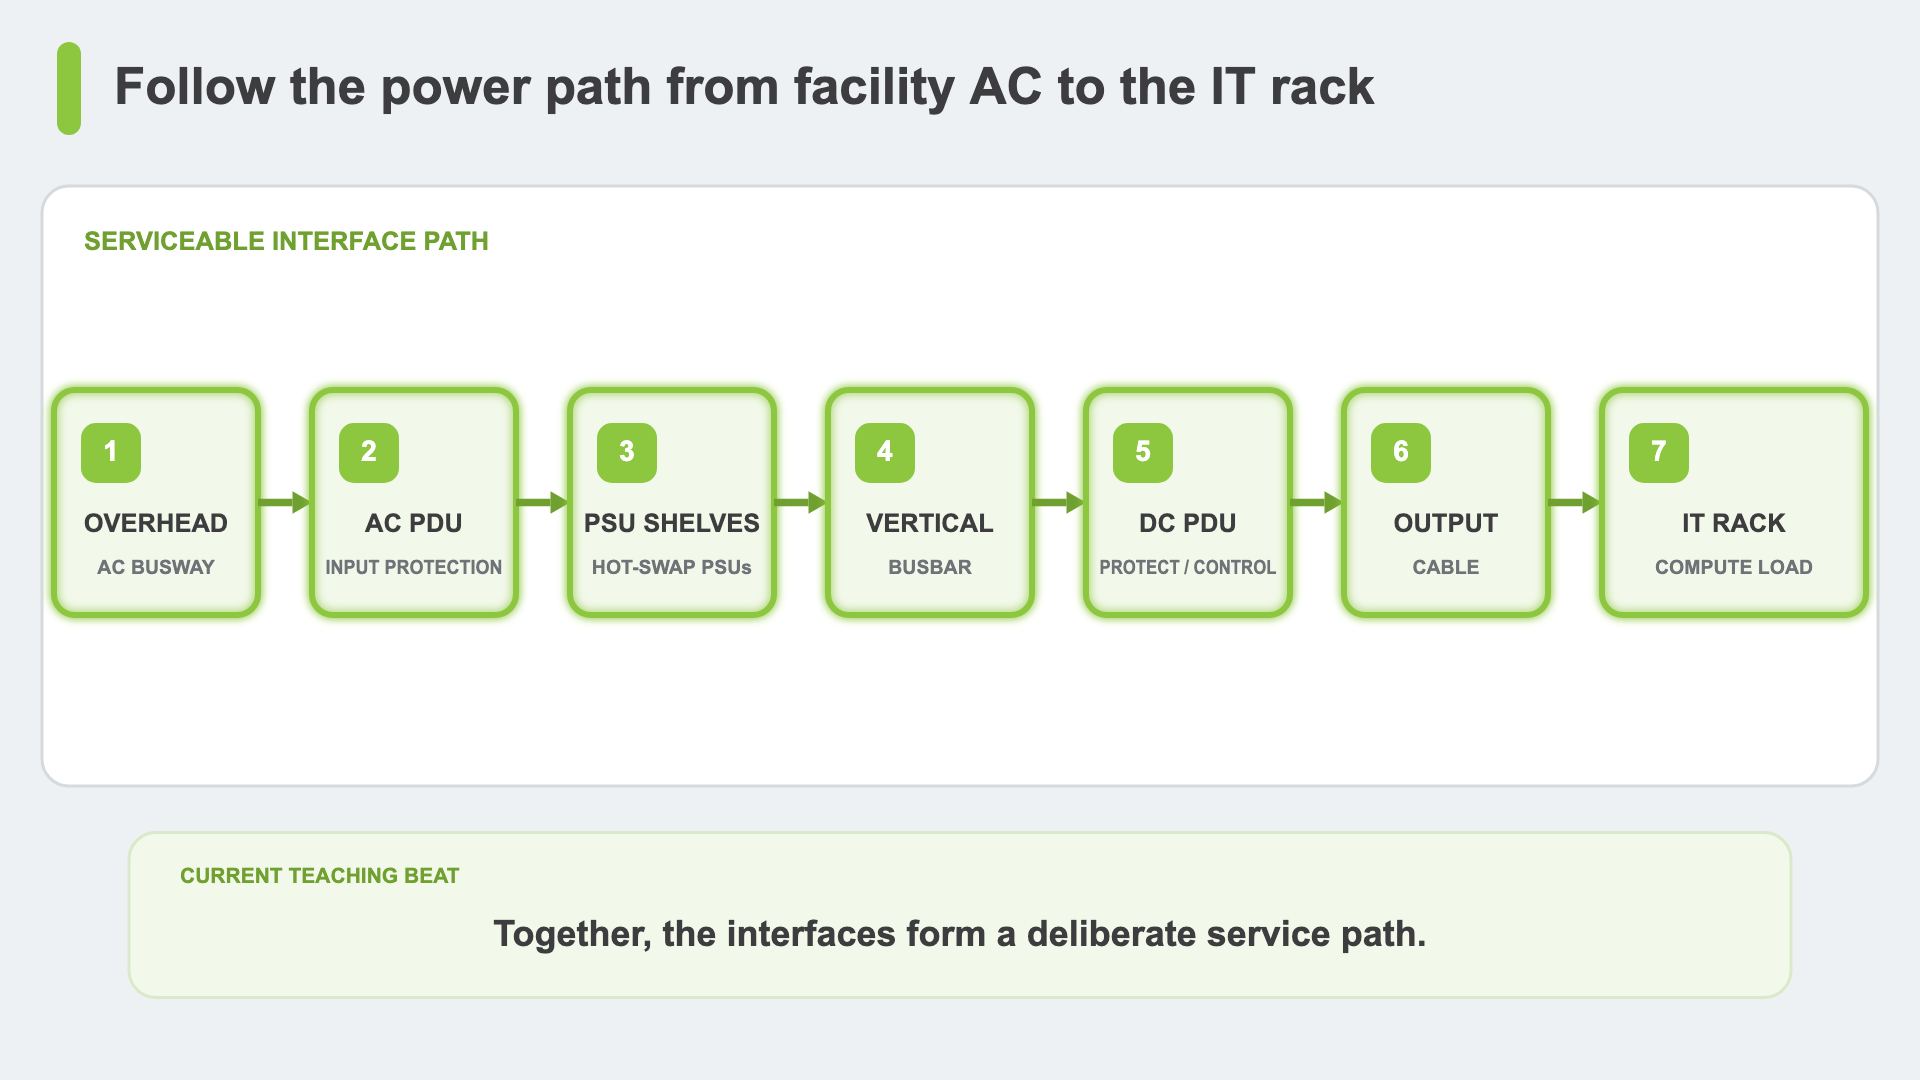 Follow the power path from facility AC to the IT rack
SERVICEABLE INTERFACE PATH
1
OVERHEAD
AC BUSWAY
2
AC PDU
INPUT PROTECTION
3
PSU SHELVES
HOT-SWAP PSUs
4
VERTICAL
BUSBAR
5
DC PDU
PROTECT / CONTROL
6
OUTPUT
CABLE
7
IT RACK
COMPUTE LOAD
CURRENT TEACHING BEAT
Together, the interfaces form a deliberate service path.